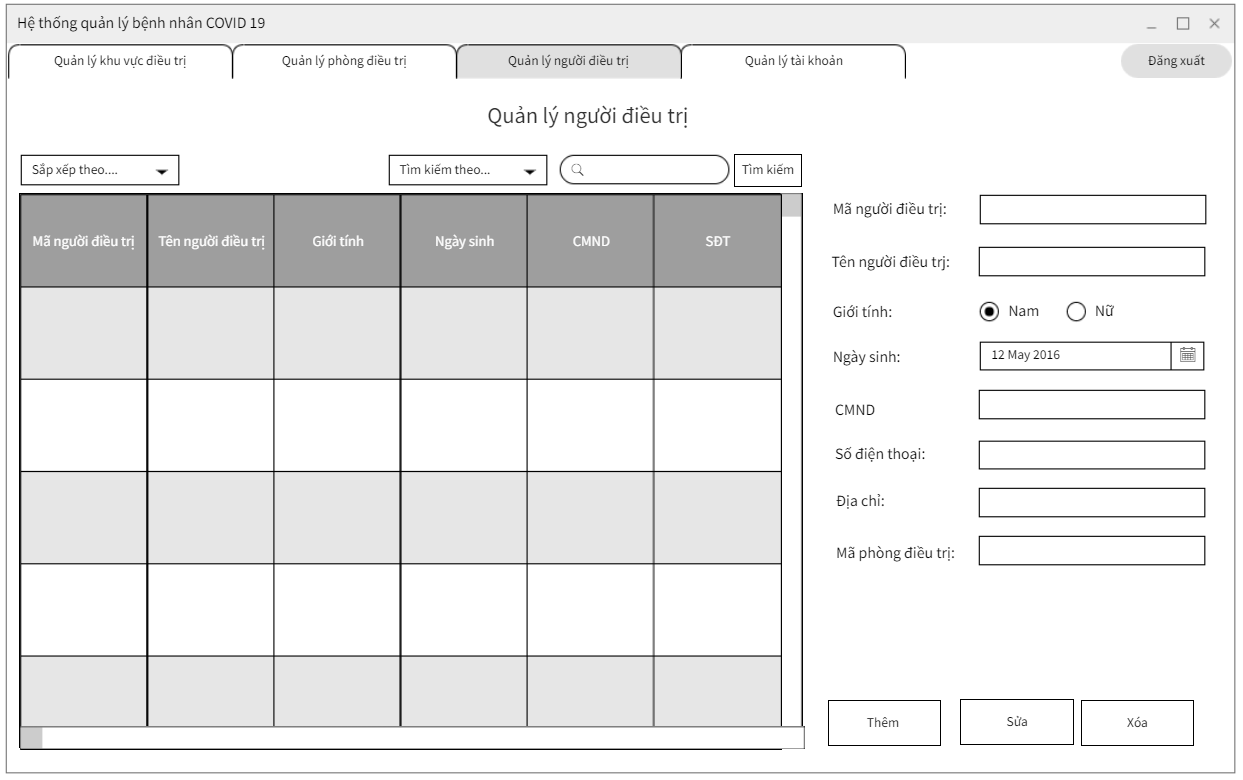 Hệ thống quản lý bệnh nhân COVID 19
Quản lý khu vực điều trị
Quản lý phòng điều trị
Quản lý người điều trị
Quản lý tài khoản
Đăng xuất
Quản lý người điều trị
Sắp xếp theo....
Tìm kiếm theo...
Tìm kiếm
Mã người điều trị
Tên người điều trị
Giới tính
Ngày sinh
CMND
SĐT
Mã người điều trị:
Tên người điều trị:
Giới tính:
Nam
Nữ
Ngày sinh:
12 May 2016
CMND
Số điện thoại:
Địa chỉ:
Mã phòng điều trị:
Thêm
Sửa
Xóa